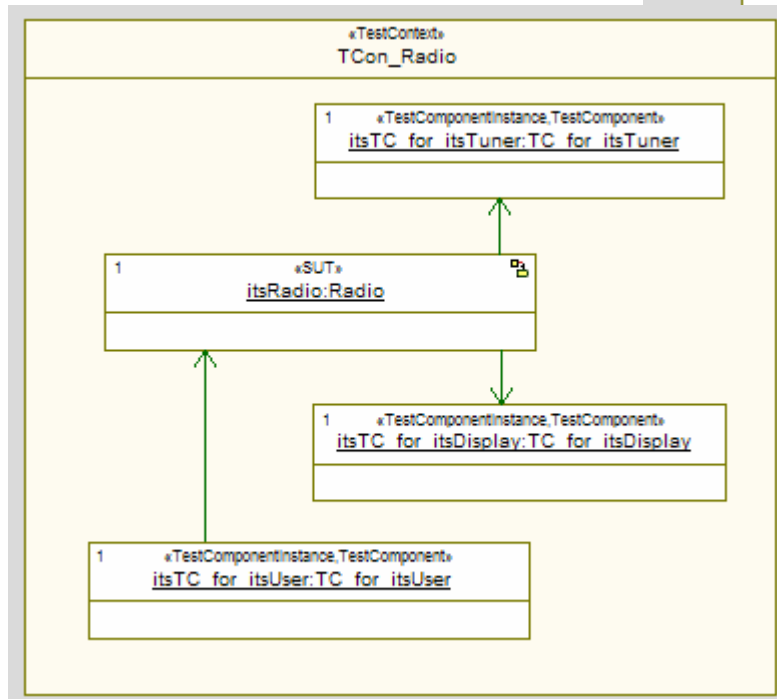 «TestContext»
TCon_Radio
1 «TestComponentInstance,TestComponent»
itsTC_for_itsTuner:TC_for_itsTuner
1 «SUT»
itsRadio:Radio
1 «TestComponentInstance,TestComponent»
itsTC_for_itsDisplay:TC_for_itsDisplay
1 «TestComponentInstance,TestComponent»
itsTC_for_itsUser:TC_for_itsUser